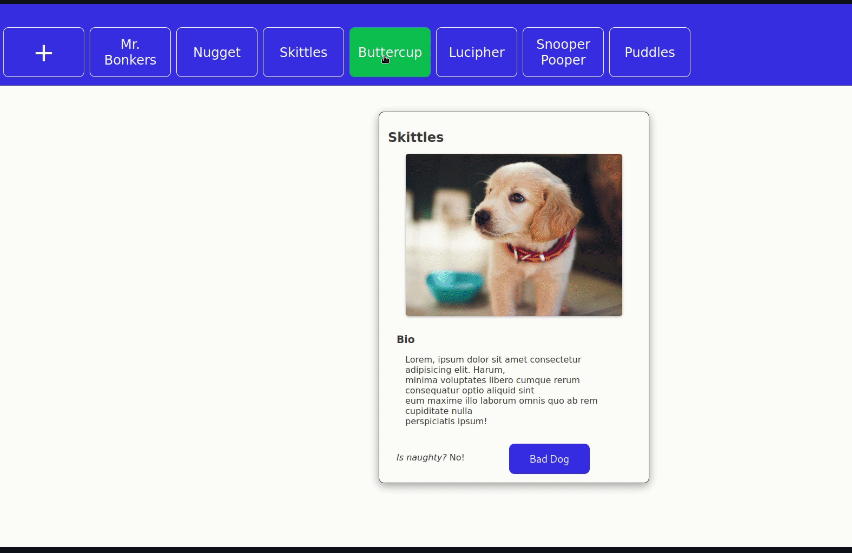 +
Mr.
Bonkers
Nugget
Skittles
Buttercup
Lucipher
Snooper
Pooper
Puddles
Skittles
Bio
Lorem, ipsum dolor sit amet consectetur
adipisicing elit. Harum,
minima voluptates libero cumque rerum
consequatur optio aliquid sint
eum maxime illo laborum omnis quo ab rem
cupiditate nulla
perspiciatis ipsum!
Is naughty? No!
Bad Dog